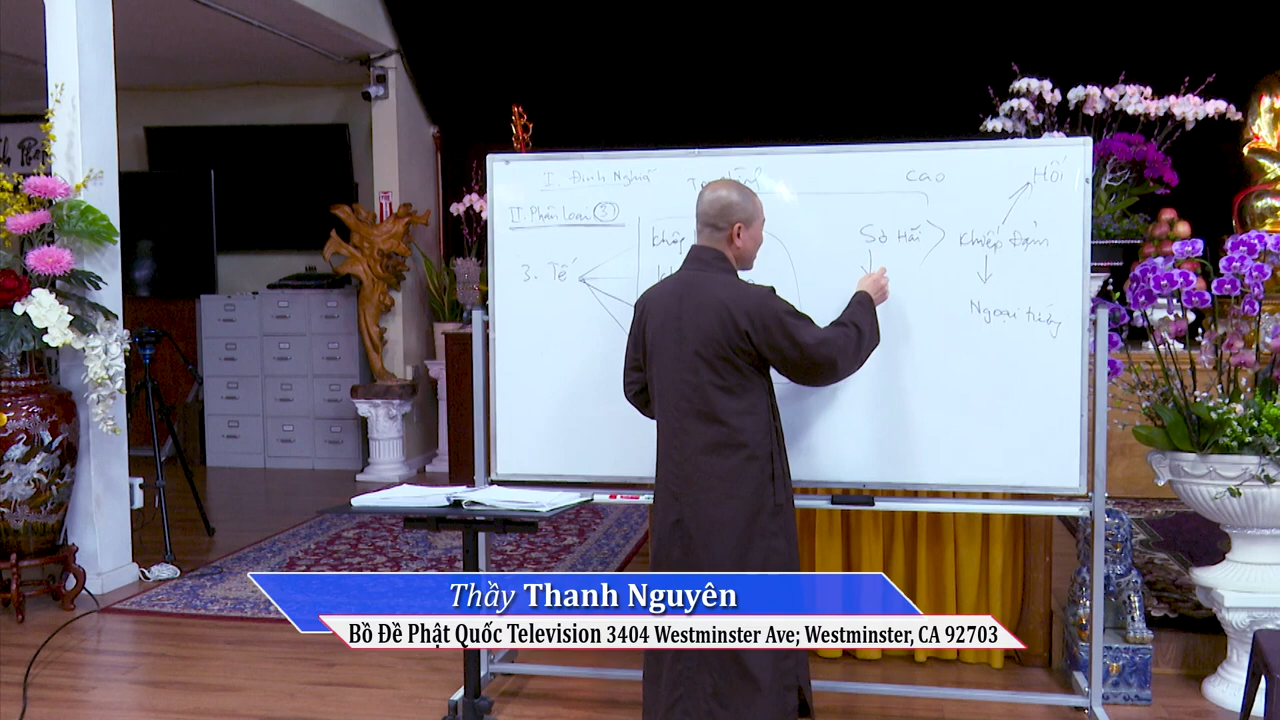 I. Định Nghĩa
Cao
Hối
II. Phân Loại ③
Sợ Hãi
Khiếp Đảm
3. Tế
Ngoại tướng
Thầy Thanh Nguyên
Bồ Đề Phật Quốc Television 3404 Westminster Ave; Westminster, CA 92703